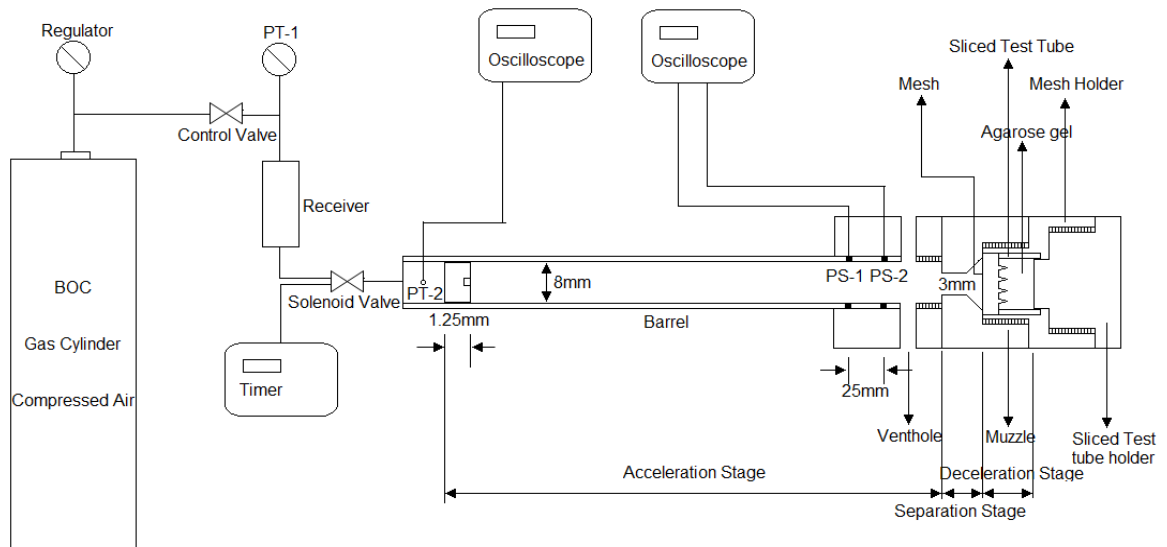 Regulator
PT-1
Oscilloscope
Oscilloscope
Sliced Test Tube
Mesh
Mesh Holder
Agarose gel
Control Valve
Receiver
BOC
Gas Cylinder
Compressed Air
Solenoid Valve
Timer
PT-2
8mm
1.25mm
Barrel
PS-1
PS-2
3mm
25mm
Venthole
Muzzle
Sliced Test
tube holder
Acceleration Stage
Deceleration Stage
Separation Stage